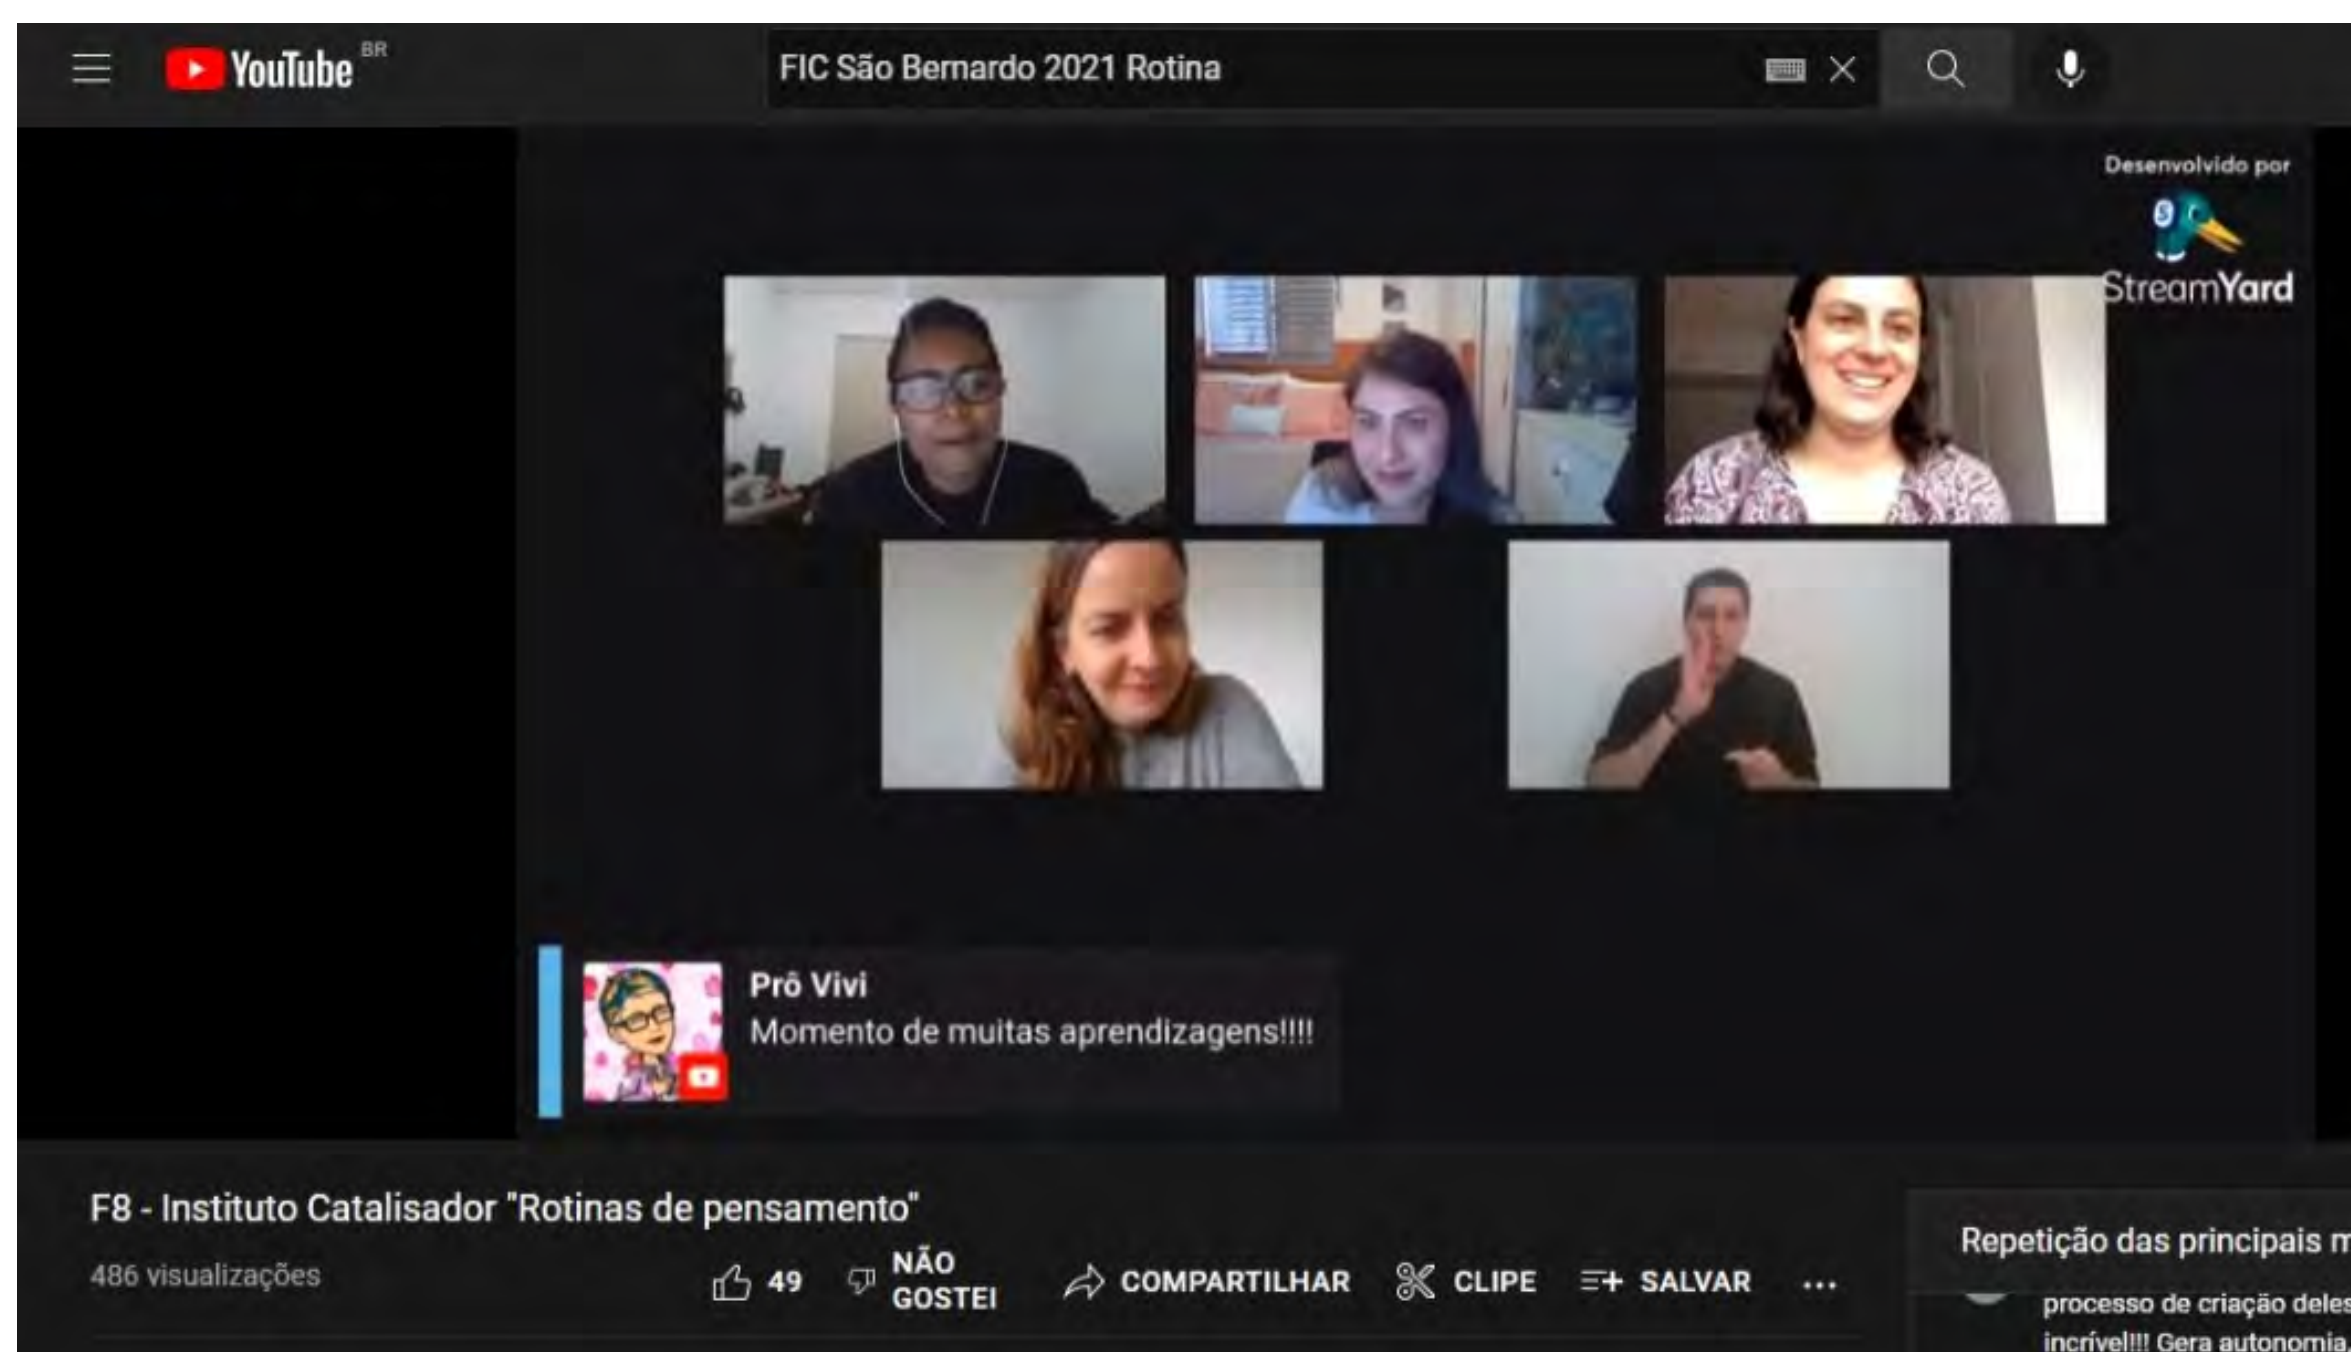 YouTube BR
FIC São Bernardo 2021 Rotina
Desenvolvido por
StreamYard
Prô Vivi
Momento de muitas aprendizagens!!!!
F8 - Instituto Catalisador "Rotinas de pensamento"
486 visualizações
49
NÃO
GOSTEI
COMPARTILHAR
CLIPE
SALVAR
...
Repetição das principais m
processo de criação deles
incrível!!! Gera autonomia,